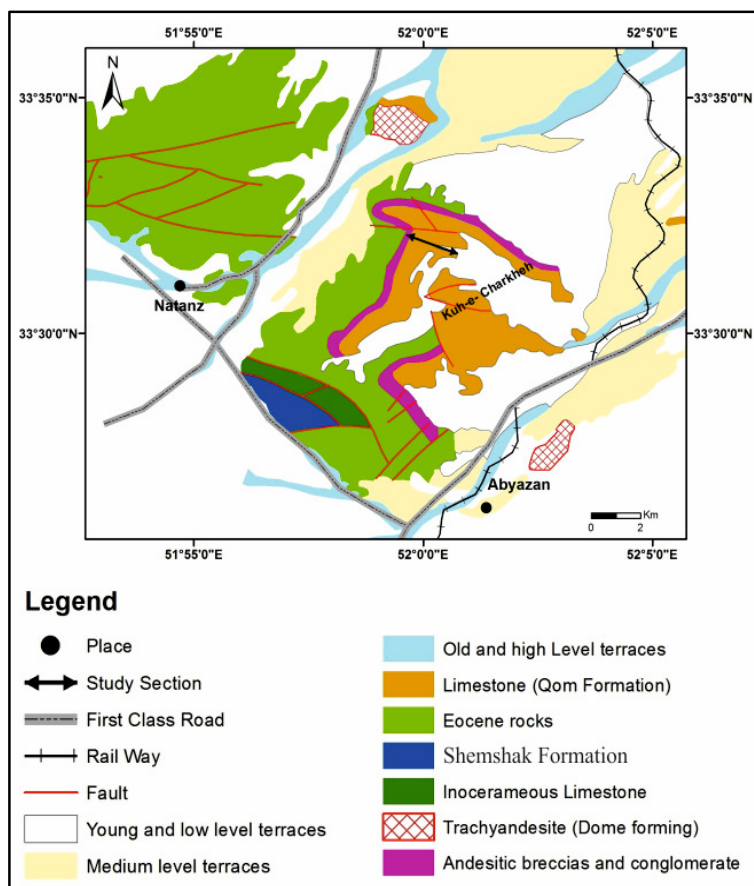 51°55'0"E
52°0'0"E
52°5'0"E
N
33°35'0"N
33°35'0"N
Kuh-e- Charkheh
Natanz
33°30'0"N
33°30'0"N
Abyazan
Km
0 2
51°55'0"E
52°0'0"E
52°5'0"E
Legend
Place
Study Section
First Class Road
Rail Way
Fault
Young and low level terraces
Medium level terraces
Old and high Level terraces
Limestone (Qom Formation)
Eocene rocks
Shemshak Formation
Inocerameous Limestone
Trachyandesite (Dome forming)
Andesitic breccias and conglomerate